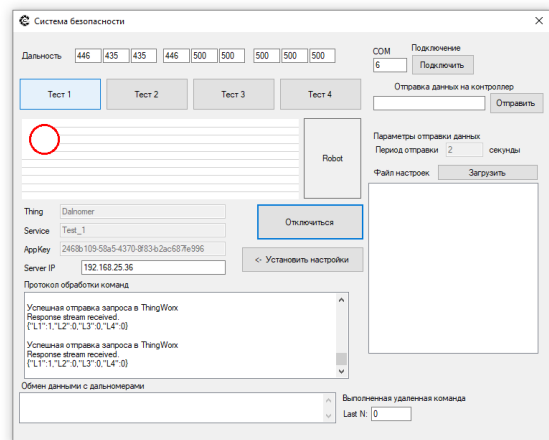 Система безопасности
Дальность 446 435 435 446 500 500 500 500 500
COM
Подключение
6 Подключить
Тест 1 Тест 2 Тест 3 Тест 4
Отправка данных на контроллер
Отправить
Robot
Параметры отправки данных
Период отправки 2 секунды
Файл настроек Загрузить
Thing Dalnomer
Service Test_1
AppKey 2468b109-58a5-4370-8f83-b2ac687fe996
Server IP 192.168.25.36
Отключиться
<- Установить настройки
Протокол обработки команд
Успешная отправка запроса в ThingWorx
Response stream received.
{"L1":1,"L2":0,"L3":0,"L4":0}
Успешная отправка запроса в ThingWorx
Response stream received.
{"L1":1,"L2":0,"L3":0,"L4":0}
Обмен данными с дальномерами
Выполненная удаленная команда
Last N: 0